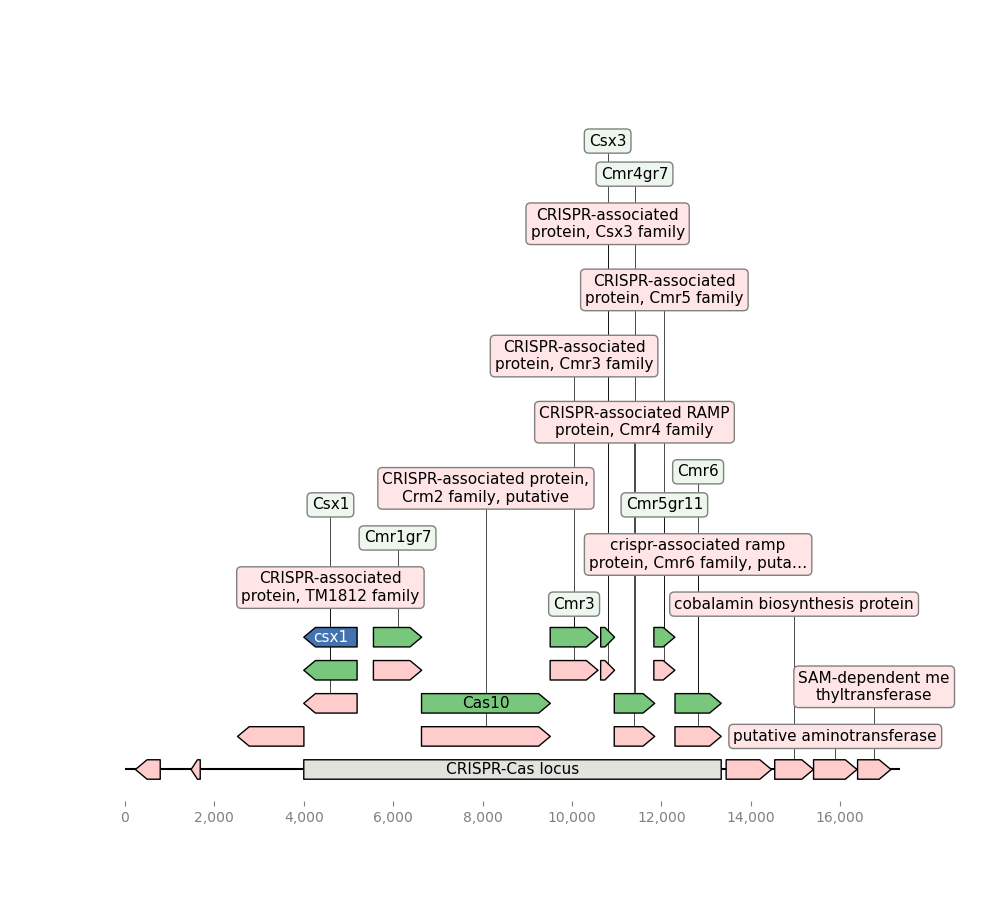 Csx3
Cmr4gr7
CRISPR-associated
protein, Csx3 family
CRISPR-associated
protein, Cmr5 family
CRISPR-associated
protein, Cmr3 family
CRISPR-associated RAMP
protein, Cmr4 family
Cmr6
CRISPR-associated protein,
Crm2 family, putative
Csx1
Cmr5gr11
Cmr1gr7
crispr-associated ramp
protein, Cmr6 family, puta...
CRISPR-associated
protein, TM1812 family
Cmr3
cobalamin biosynthesis protein
csx1
SAM-dependent me
thyltransferase
Cas10
putative aminotransferase
CRISPR-Cas locus
0 2,000 4,000 6,000 8,000 10,000 12,000 14,000 16,000